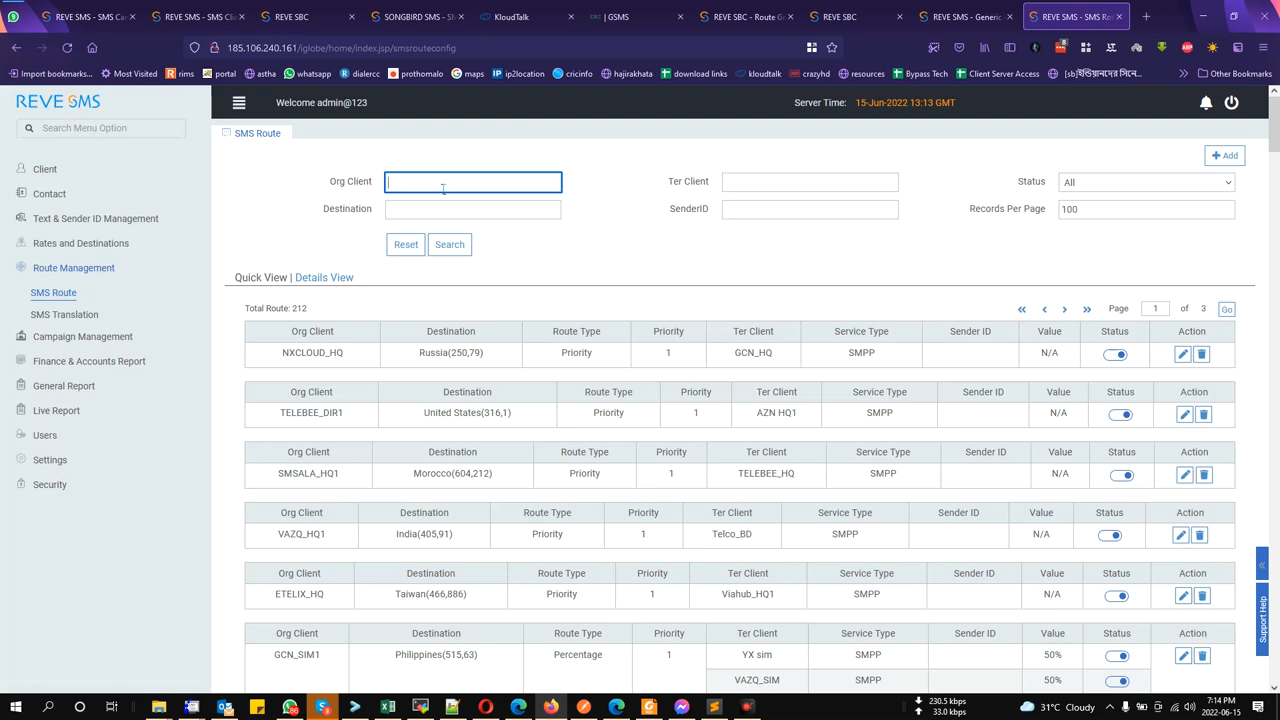 REVE SMS - SMS Ca
REVE SMS - SMS Cli
REVE SBC
SONGBIRD SMS - S
KloudTalk
| GSMS
REVE SBC - Route G
REVE SBC
REVE SMS - Generic
REVE SMS - SMS Ro
185.106.240.161/iglobe/home/index.jsp/smsrouteconfig
Import bookmarks... Most Visited rims portal astha whatsapp dialercc prothomalo maps ip2location cricinfo hajirakhata download links kloudtalk crazyhd resources Bypass Tech Client Server Access Other Bookmarks
REVE SMS
Welcome admin@123
Server Time: 15-Jun-2022 13:13 GMT
Search Menu Option
Client
Contact
Text & Sender ID Management
Rates and Destinations
Route Management
SMS Route
SMS Translation
Campaign Management
Finance & Accounts Report
General Report
Live Report
Users
Settings
Security
SMS Route
Add
Org Client Ter Client Status All
Destination SenderID Records Per Page 100
Reset Search
Quick View | Details View
Total Route: 212 Page 1 of 3 Go
Org Client Destination Route Type Priority Ter Client Service Type Sender ID Value Status Action
NXCLOUD_HQ Russia(250,79) Priority 1 GCN_HQ SMPP N/A
Org Client Destination Route Type Priority Ter Client Service Type Sender ID Value Status Action
TELEBEE_DIR1 United States(316,1) Priority 1 AZN HQ1 SMPP N/A
Org Client Destination Route Type Priority Ter Client Service Type Sender ID Value Status Action
SMSALA_HQ1 Morocco(604,212) Priority 1 TELEBEE_HQ SMPP N/A
Org Client Destination Route Type Priority Ter Client Service Type Sender ID Value Status Action
VAZQ_HQ1 India(405,91) Priority 1 Telco_BD SMPP N/A
Org Client Destination Route Type Priority Ter Client Service Type Sender ID Value Status Action
ETELIX_HQ Taiwan(466,886) Priority 1 Viahub_HQ1 SMPP N/A
Org Client Destination Route Type Priority Ter Client Service Type Sender ID Value Status Action
GCN_SIM1 Philippines(515,63) Percentage 1 YX sim SMPP 50%
VAZQ_SIM SMPP 50%
Support Help
230.5 kbps
33.0 kbps
31°C Cloudy
7:14 PM
2022-06-15